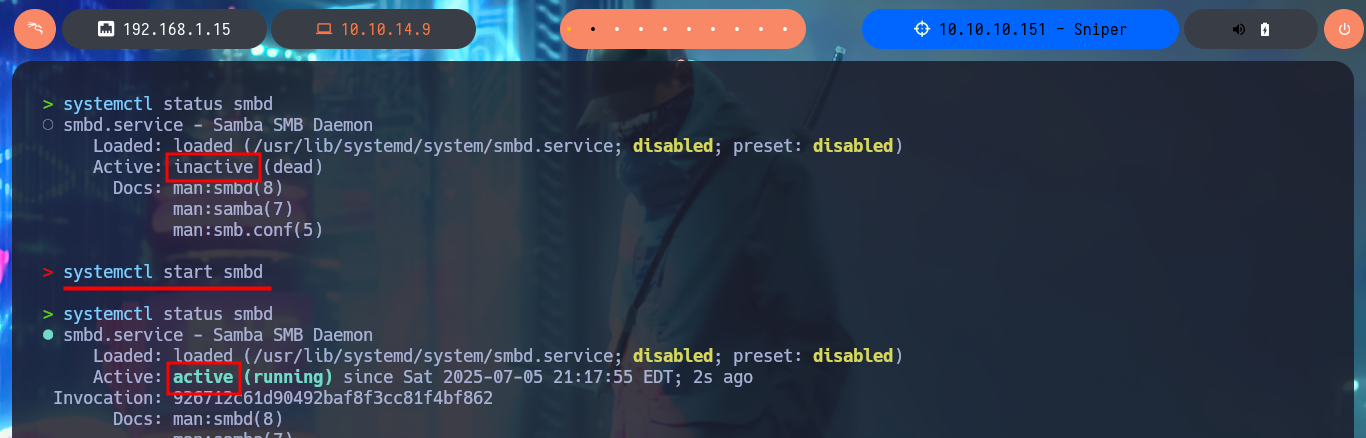 192.168.1.15 10.10.14.9 10.10.10.151 - Sniper
> systemctl status smbd
○ smbd.service - Samba SMB Daemon
Loaded: loaded (/usr/lib/systemd/system/smbd.service; disabled; preset: disabled)
Active: inactive (dead)
Docs: man:smbd(8)
man:samba(7)
man:smb.conf(5)
> systemctl start smbd
> systemctl status smbd
● smbd.service - Samba SMB Daemon
Loaded: loaded (/usr/lib/systemd/system/smbd.service; disabled; preset: disabled)
Active: active (running) since Sat 2025-07-05 21:17:55 EDT; 2s ago
Invocation: 926712c61d90492baf8f3cc81f4bf862
Docs: man:smbd(8)
man:samba(7)